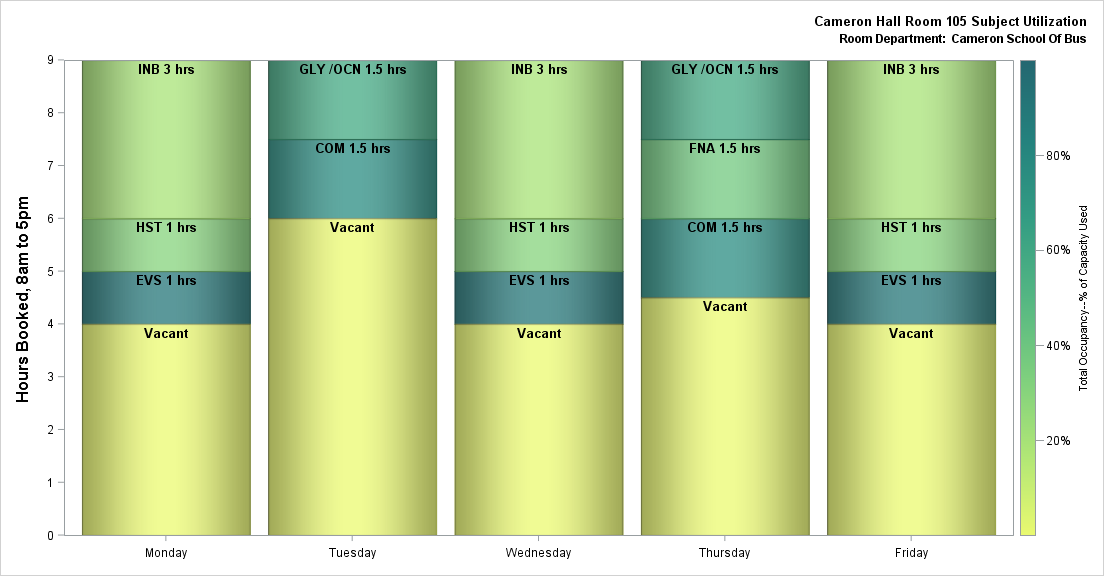 Cameron Hall Room 105 Subject Utilization
Room Department: Cameron School Of Bus
Hours Booked, 8am to 5pm
9
8
7
6
5
4
3
2
1
0
INB 3 hrs
HST 1 hrs
EVS 1 hrs
Vacant
GLY /OCN 1.5 hrs
COM 1.5 hrs
Vacant
INB 3 hrs
HST 1 hrs
EVS 1 hrs
Vacant
GLY /OCN 1.5 hrs
FNA 1.5 hrs
COM 1.5 hrs
Vacant
INB 3 hrs
HST 1 hrs
EVS 1 hrs
Vacant
Monday
Tuesday
Wednesday
Thursday
Friday
80%
60%
40%
20%
Total Occupancy--% of Capacity Used